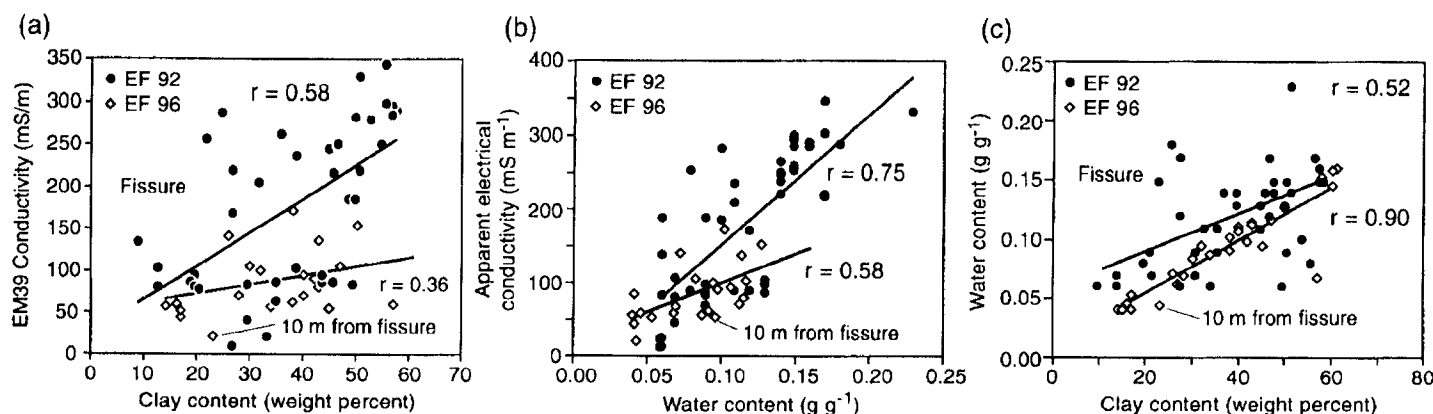 (a)
EM39 Conductivity (mS/m)
350
300
250
200
150
100
50
0
EF 92
EF 96
r = 0.58
Fissure
r = 0.36
10 m from fissure
0 10 20 30 40 50 60 70
Clay content (weight percent)
(b)
Apparent electrical
conductivity (mS m⁻¹)
400
300
200
100
0
EF 92
EF 96
r = 0.75
r = 0.58
10 m from fissure
0.00 0.05 0.10 0.15 0.20 0.25
Water content (g g⁻¹)
(c)
Water content (g g⁻¹)
0.25
0.20
0.15
0.10
0.05
0.00
EF 92
EF 96
r = 0.52
Fissure
r = 0.90
10 m from fissure
0 20 40 60 80
Clay content (weight percent)